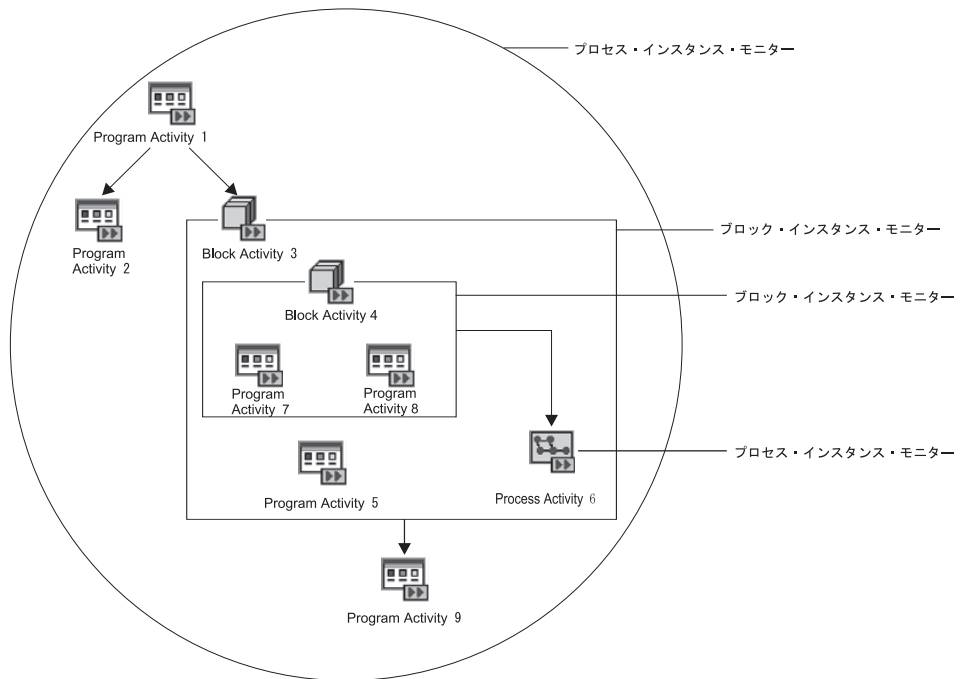 プロセス・インスタンス・モニター
Program Activity 1
Program
Activity 2
Block Activity 3
ブロック・インスタンス・モニター
Block Activity 4
ブロック・インスタンス・モニター
Program
Activity 7
Program
Activity 8
プロセス・インスタンス・モニター
Program Activity 5
Process Activity 6
Program Activity 9